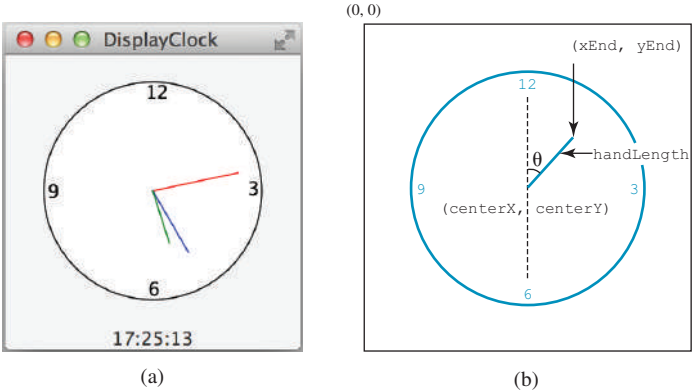 DisplayClock
12
9
3
6
17:25:13
(a)
(0, 0)
(xEnd, yEnd)
12
θ
handLength
9
3
(centerX, centerY)
6
(b)